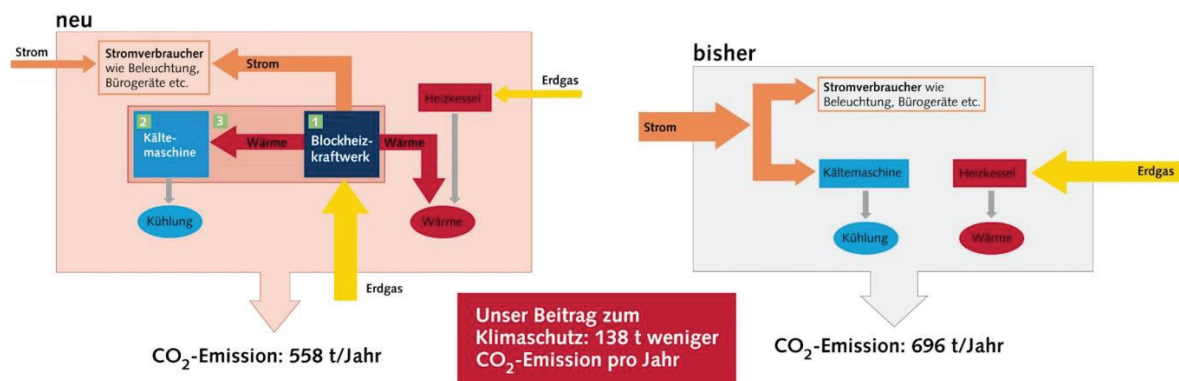 neu
Strom
Stromverbraucher
wie Beleuchtung,
Bürogeräte etc.
Strom
Erdgas
Heizkessel
2
3
1
Kälte-
maschine
Wärme
Blockheiz-
kraftwerk
Wärme
Kühlung
Wärme
Erdgas
CO₂-Emission: 558 t/Jahr
Unser Beitrag zum
Klimaschutz: 138 t weniger
CO₂-Emission pro Jahr
bisher
Stromverbraucher wie
Beleuchtung, Bürogeräte etc.
Strom
Kältemaschine
Heizkessel
Erdgas
Kühlung
Wärme
CO₂-Emission: 696 t/Jahr